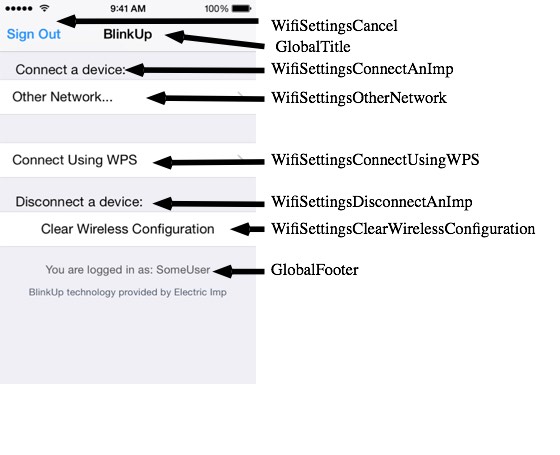 9:41 AM 100%
WifiSettingsCancel
Sign Out BlinkUp
GlobalTitle
Connect a device: WifiSettingsConnectAnImp
Other Network... WifiSettingsOtherNetwork
Connect Using WPS WifiSettingsConnectUsingWPS
Disconnect a device: WifiSettingsDisconnectAnImp
Clear Wireless Configuration WifiSettingsClearWirelessConfiguration
You are logged in as: SomeUser GlobalFooter
BlinkUp technology provided by Electric Imp